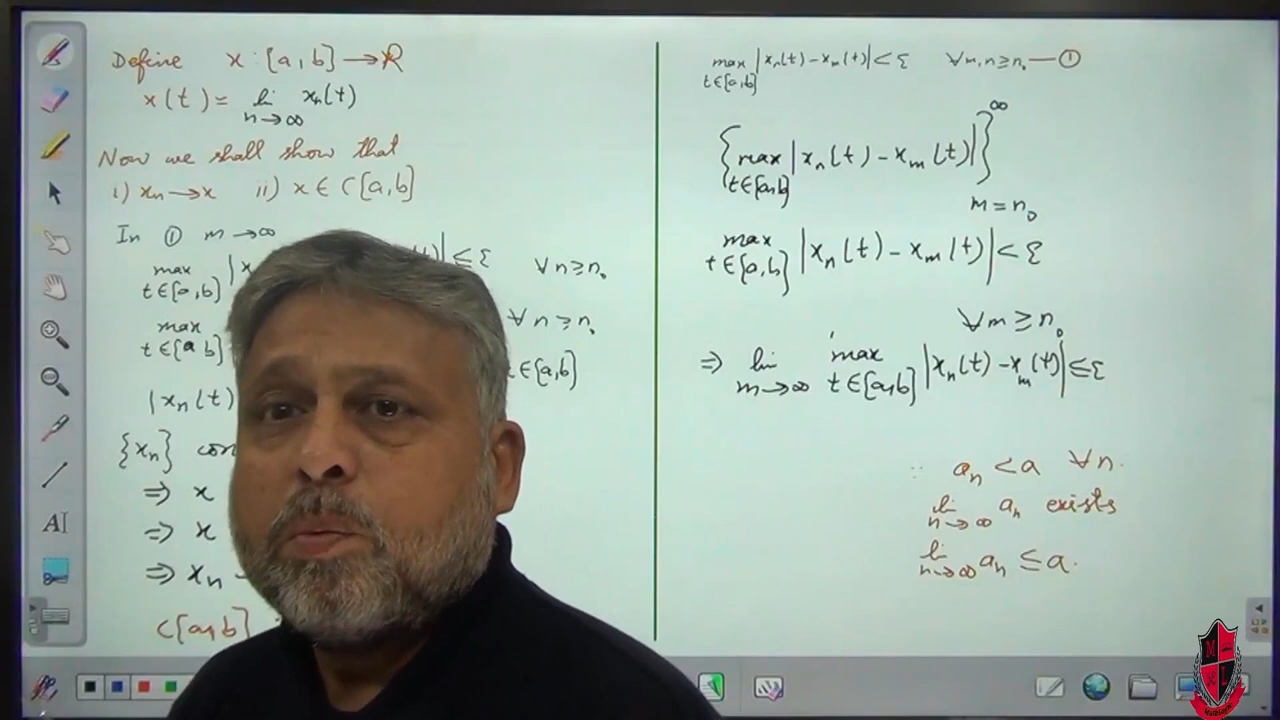 Define x : [a, b] → R
x(t) = lim xₙ(t)
n→∞
Now we shall show that
i) xₙ → x ii) x ∈ C[a, b]
In ① m → ∞
max | x | ≤ ε ∀ n ≥ n₀
t∈[a, b]
max ∀ n ≥ n₀
t∈[a b] [a, b]
|xₙ(t)
{xₙ} con
⇒ x
⇒ x
⇒ xₙ
C[a, b]
max |xₙ(t) − xₘ(t)| < ε ∀ m, n ≥ n₀ — ①
t∈[a, b]
{max |xₙ(t) − xₘ(t)|}^∞
t∈[a, b]
m = n₀
max |xₙ(t) − xₘ(t)| < ε
t∈[a, b]
∀ m ≥ n₀
⇒ lim max |xₙ(t) − xₘ(t)| ≤ ε
m→∞ t∈[a, b]
∵ aₙ < a ∀ n.
lim aₙ exists
n→∞
lim aₙ ≤ a.
n→∞
AI
M
L